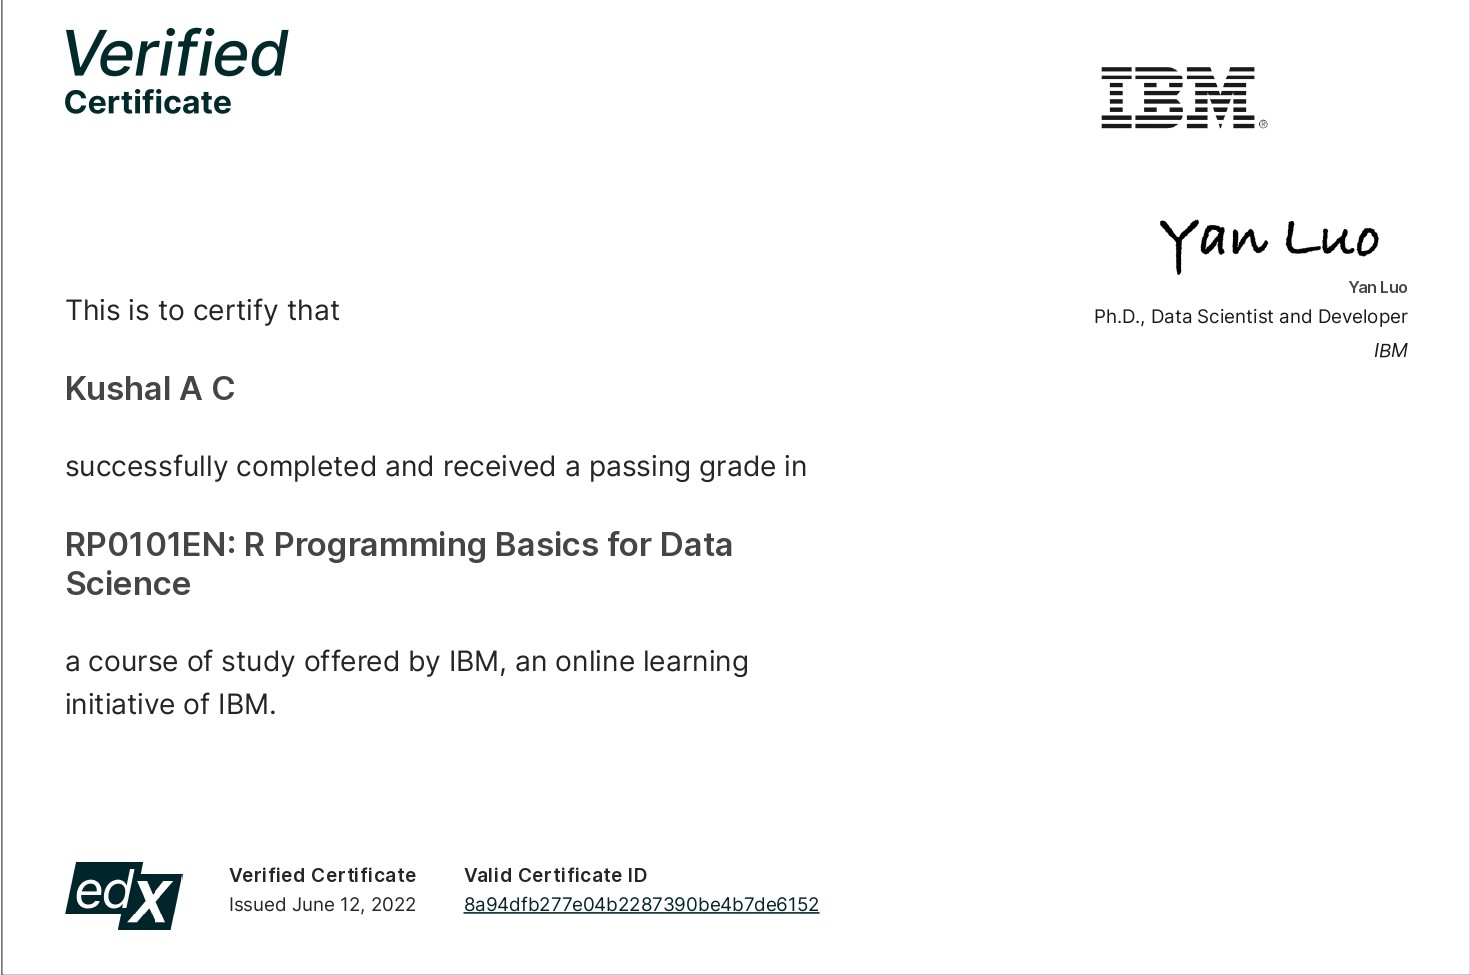 Verified
Certificate
IBM®
Yan Luo
Yan Luo
Ph.D., Data Scientist and Developer
IBM
This is to certify that
Kushal A C
successfully completed and received a passing grade in
RP0101EN: R Programming Basics for Data
Science
a course of study offered by IBM, an online learning
initiative of IBM.
edX
Verified Certificate
Issued June 12, 2022
Valid Certificate ID
8a94dfb277e04b2287390be4b7de6152